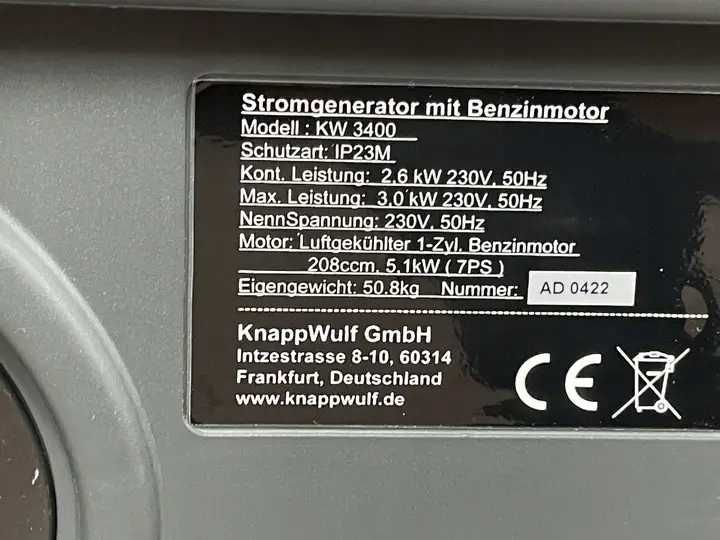 Stromgenerator mit Benzinmotor
Modell : KW 3400
Schutzart: IP23M
Kont. Leistung: 2,6 kW 230V, 50Hz
Max. Leistung: 3,0 kW 230V, 50Hz
NennSpannung: 230V, 50Hz
Motor: Luftgekühlter 1-Zyl. Benzinmotor
208ccm, 5,1kW ( 7PS )
Eigengewicht: 50.8kg Nummer: AD 0422
KnappWulf GmbH
Intzestrasse 8-10, 60314
Frankfurt, Deutschland
www.knappwulf.de
CE